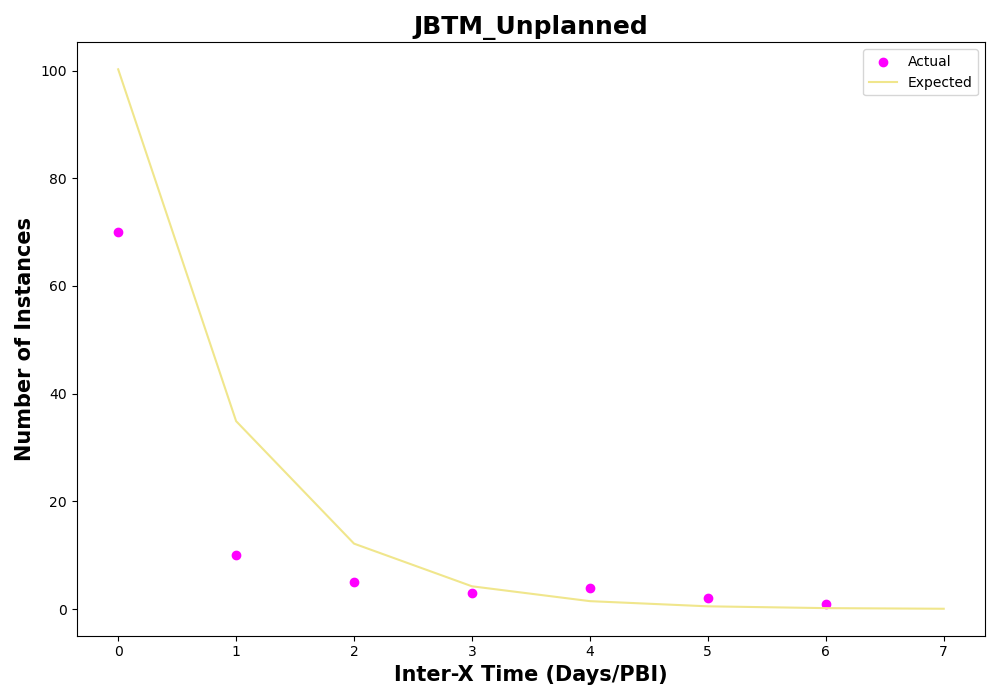 JBTM_Unplanned
Actual
Expected
100
80
60
40
20
0
Number of Instances
0 1 2 3 4 5 6 7
Inter-X Time (Days/PBI)